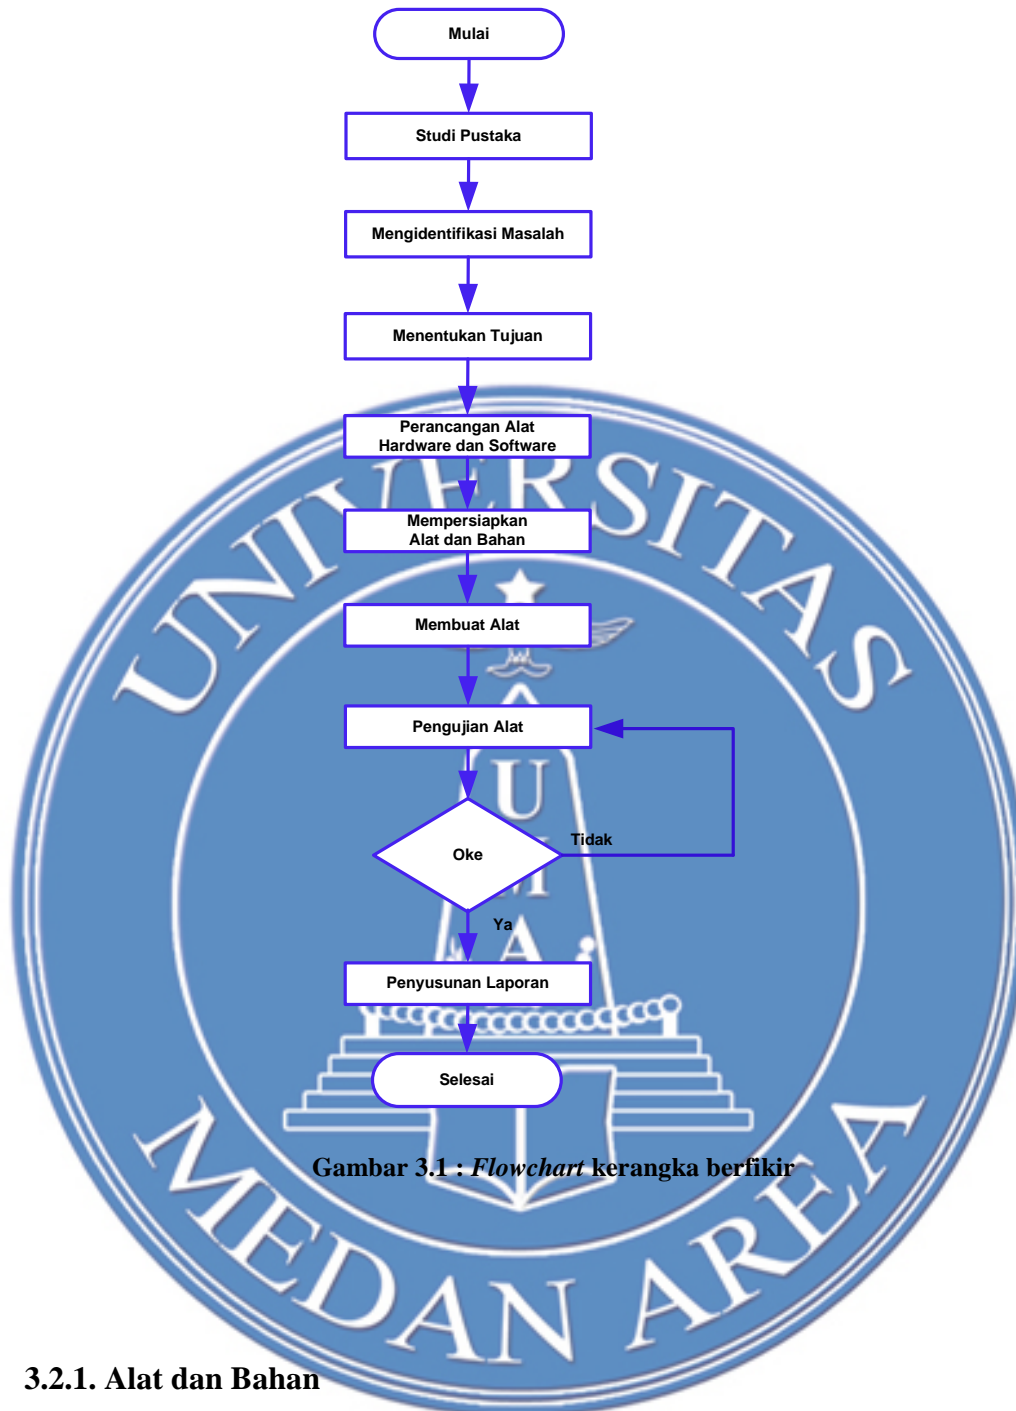 Mulai
Studi Pustaka
Mengidentifikasi Masalah
Menentukan Tujuan
Perancangan Alat
Hardware dan Software
Mempersiapkan
Alat dan Bahan
Membuat Alat
Pengujian Alat
Oke
Tidak
Ya
Penyusunan Laporan
Selesai
Gambar 3.1 : Flowchart kerangka berfikir
3.2.1. Alat dan Bahan
UNIVERSITAS
U
M
A
MEDAN AREA